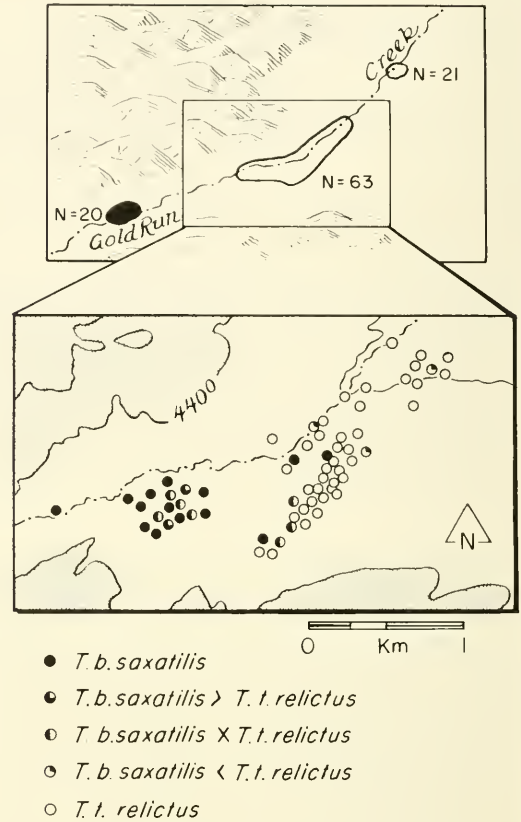 Creek
N = 21
N = 63
N=20
Gold Run
4400
N
0 Km 1
T. b. saxatilis
T. b. saxatilis > T. t. relictus
T. b. saxatilis X T. t. relictus
T. b. saxatilis < T. t. relictus
T. t. relictus